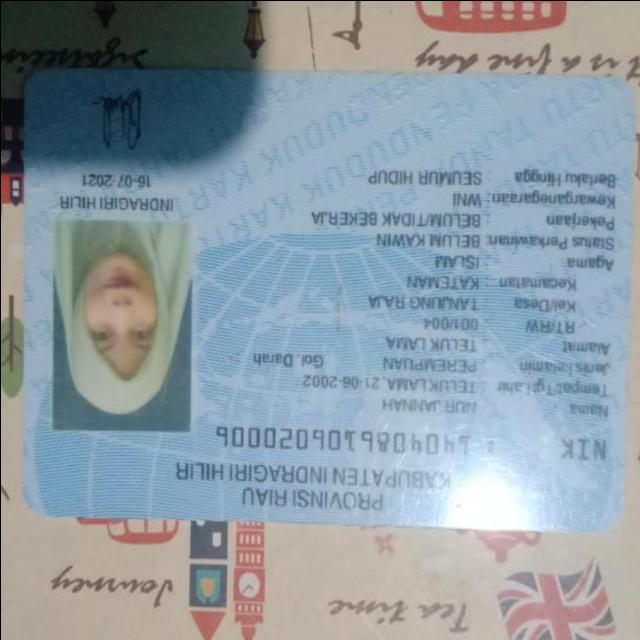 PROVINSI RIAU
KABUPATEN INDRAGIRI HILIR
NIK : 1404086106020006
Nama : NUR JANNAH
Tempat/Tgl Lahir : TELUK LAMA, 21-06-2002
Jenis Kelamin : PEREMPUAN Gol. Darah
Alamat : TELUK LAMA
RT/RW : 001/004
Kel/Desa : TANJUNG RAJA
Kecamatan : KATEMAN
Agama : ISLAM
Status Perkawinan: BELUM KAWIN
Pekerjaan : BELUM/TIDAK BEKERJA
Kewarganegaraan: WNI
Berlaku Hingga : SEUMUR HIDUP
INDRAGIRI HILIR
16-07-2021
Tea time
Journey
it is a fine day